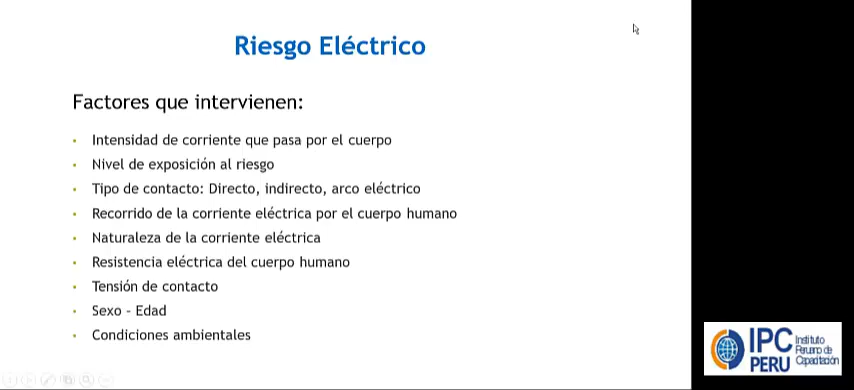 Riesgo Eléctrico
Factores que intervienen:
Intensidad de corriente que pasa por el cuerpo
Nivel de exposición al riesgo
Tipo de contacto: Directo, indirecto, arco eléctrico
Recorrido de la corriente eléctrica por el cuerpo humano
Naturaleza de la corriente eléctrica
Resistencia eléctrica del cuerpo humano
Tensión de contacto
Sexo - Edad
Condiciones ambientales
IPC
PERU
Instituto
Peruano de
Capacitación